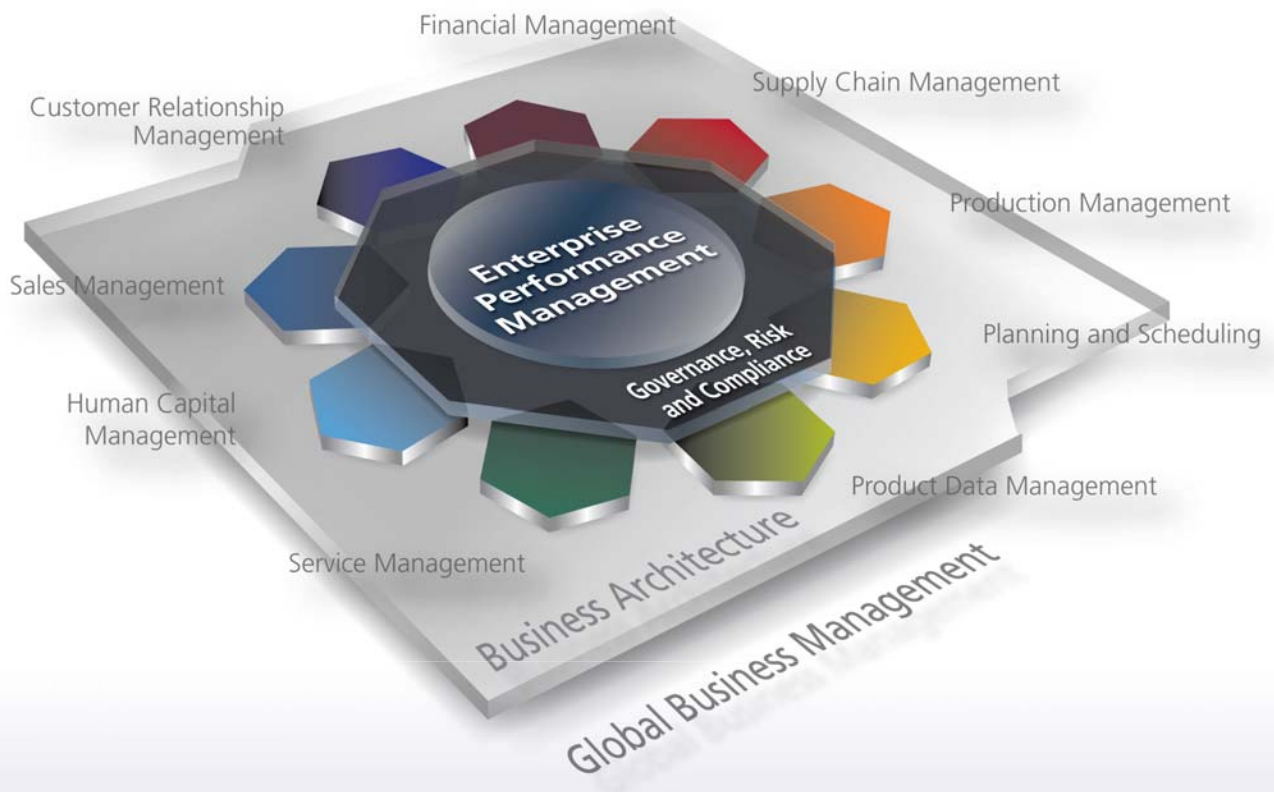 Financial Management
Supply Chain Management
Customer Relationship
Management
Production Management
Enterprise
Performance
Management
Sales Management
Planning and Scheduling
Governance, Risk
and Compliance
Human Capital
Management
Product Data Management
Service Management
Business Architecture
Global Business Management